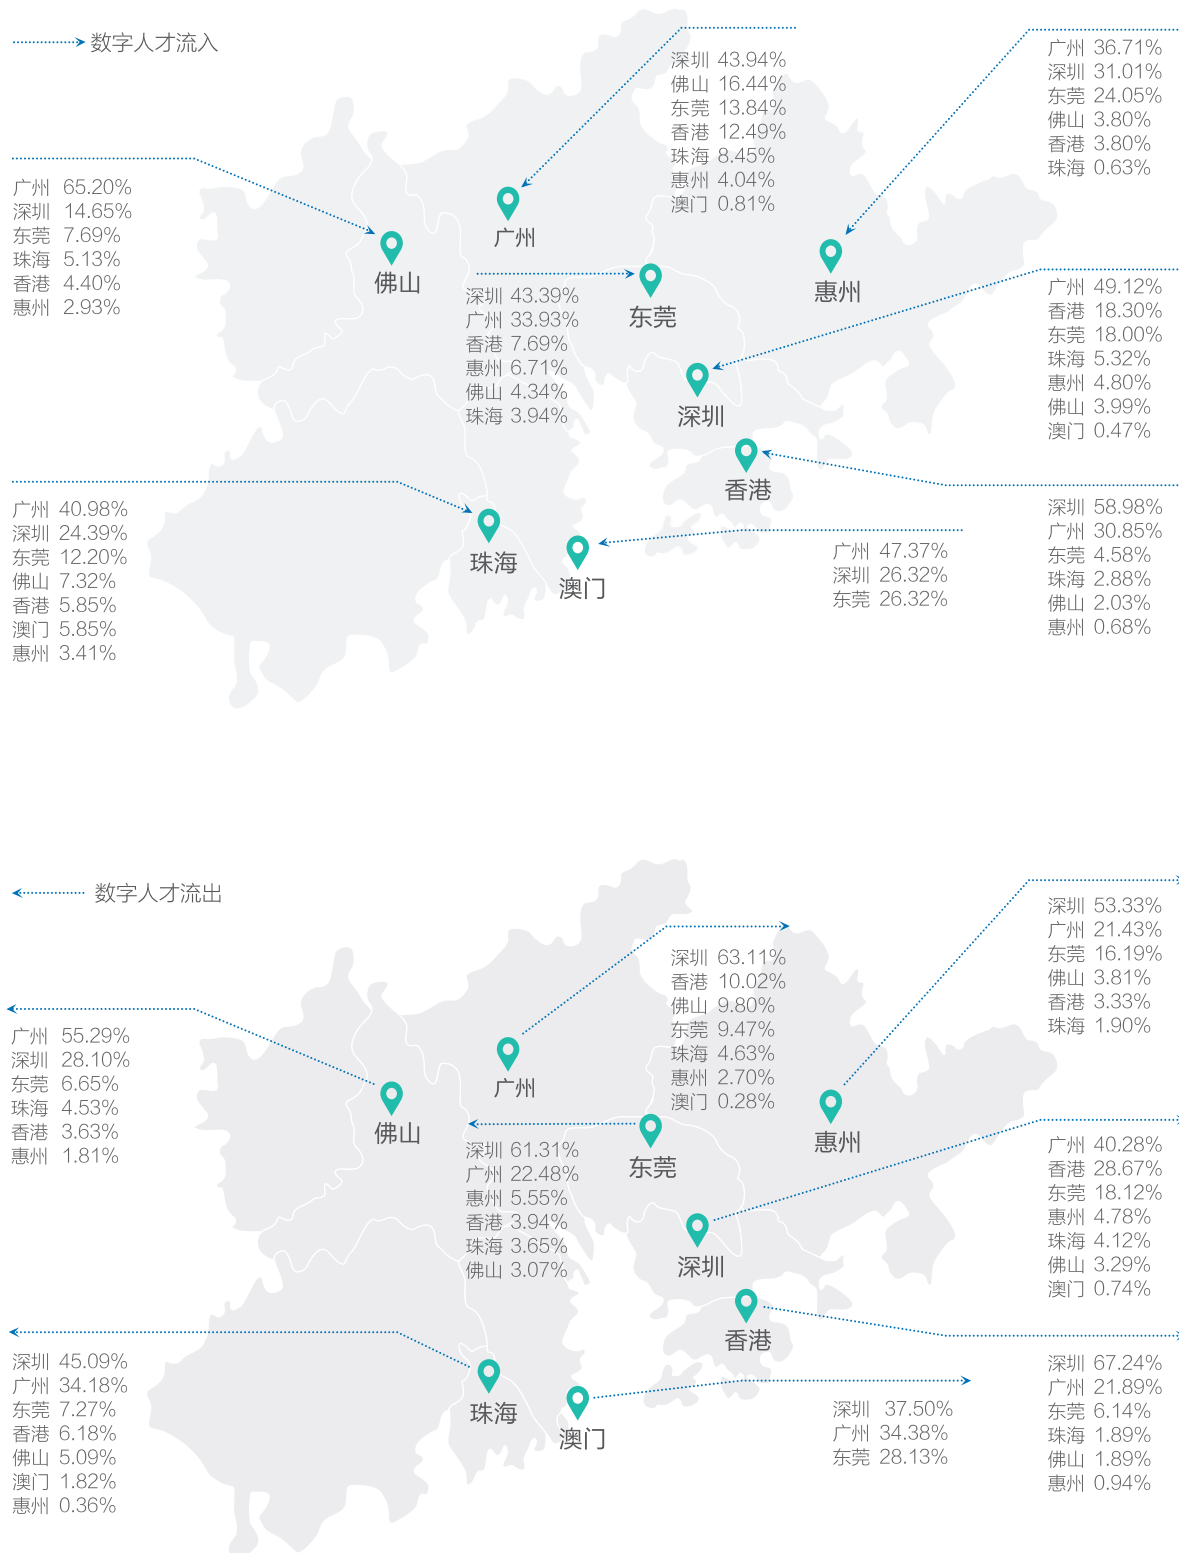 数字人才流入
深圳 43.94%
佛山 16.44%
东莞 13.84%
香港 12.49%
珠海 8.45%
惠州 4.04%
澳门 0.81%
广州 36.71%
深圳 31.01%
东莞 24.05%
佛山 3.80%
香港 3.80%
珠海 0.63%
广州 65.20%
深圳 14.65%
东莞 7.69%
珠海 5.13%
香港 4.40%
惠州 2.93%
广州
佛山
惠州
东莞
深圳 43.39%
广州 33.93%
香港 7.69%
惠州 6.71%
佛山 4.34%
珠海 3.94%
广州 49.12%
香港 18.30%
东莞 18.00%
珠海 5.32%
惠州 4.80%
佛山 3.99%
澳门 0.47%
深圳
香港
广州 40.98%
深圳 24.39%
东莞 12.20%
佛山 7.32%
香港 5.85%
澳门 5.85%
惠州 3.41%
珠海
澳门
广州 47.37%
深圳 26.32%
东莞 26.32%
深圳 58.98%
广州 30.85%
东莞 4.58%
珠海 2.88%
佛山 2.03%
惠州 0.68%
数字人才流出
深圳 63.11%
香港 10.02%
佛山 9.80%
东莞 9.47%
珠海 4.63%
惠州 2.70%
澳门 0.28%
深圳 53.33%
广州 21.43%
东莞 16.19%
佛山 3.81%
香港 3.33%
珠海 1.90%
广州 55.29%
深圳 28.10%
东莞 6.65%
珠海 4.53%
香港 3.63%
惠州 1.81%
广州
佛山
惠州
东莞
深圳 61.31%
广州 22.48%
惠州 5.55%
香港 3.94%
珠海 3.65%
佛山 3.07%
广州 40.28%
香港 28.67%
东莞 18.12%
惠州 4.78%
珠海 4.12%
佛山 3.29%
澳门 0.74%
深圳
香港
深圳 45.09%
广州 34.18%
东莞 7.27%
香港 6.18%
佛山 5.09%
澳门 1.82%
惠州 0.36%
珠海
澳门
深圳 37.50%
广州 34.38%
东莞 28.13%
深圳 67.24%
广州 21.89%
东莞 6.14%
珠海 1.89%
佛山 1.89%
惠州 0.94%